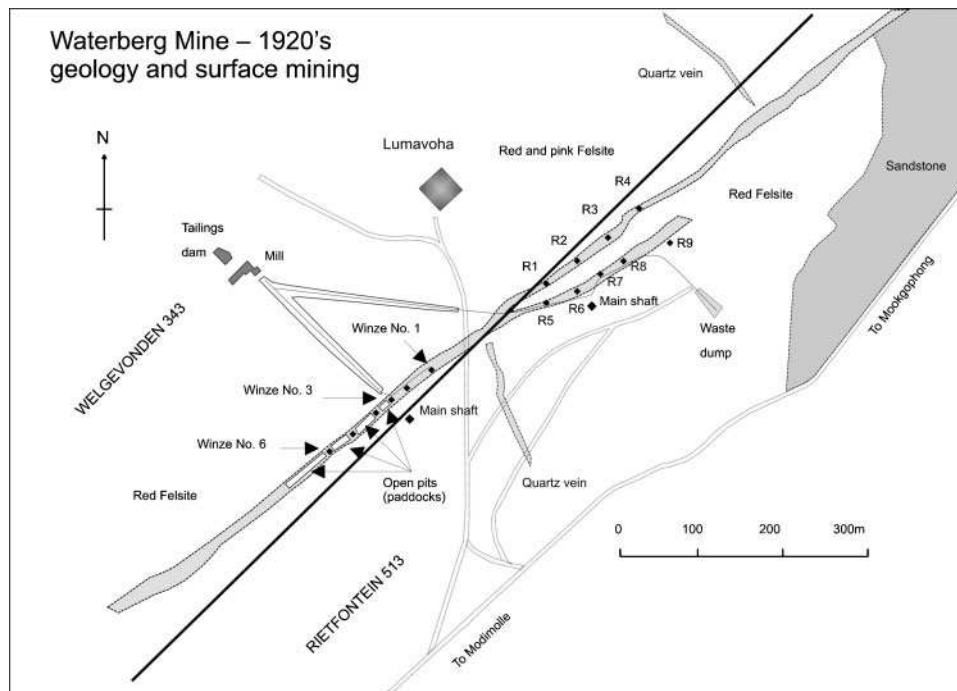 Waterberg Mine – 1920's
geology and surface mining
Quartz vein
N
Lumavoha
Red and pink Felsite
Sandstone
R4
Red Felsite
R3
Tailings
dam
Mill
R2
R9
R1
R8
R7
R6
R5
Main shaft
To Mookgophong
Winze No. 1
Waste
dump
WELGEVONDEN 343
Winze No. 3
Main shaft
Winze No. 6
Open pits
(paddocks)
Quartz vein
Red Felsite
0 100 200 300m
RIETFONTEIN 513
To Modimolle